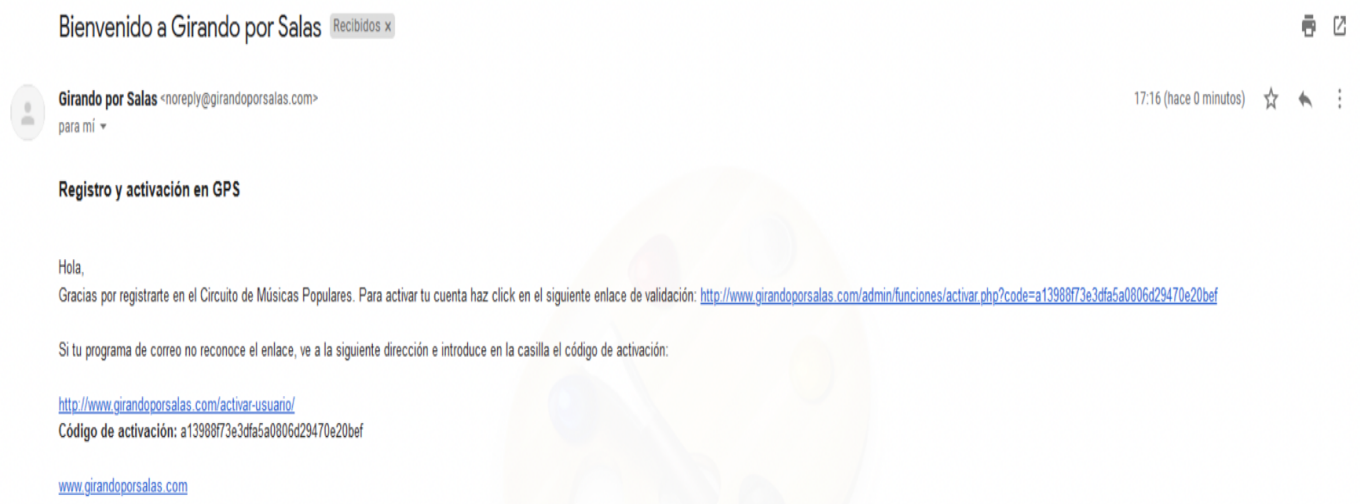 Bienvenido a Girando por Salas Recibidos x
Girando por Salas <noreply@girandoporsalas.com> 17:16 (hace 0 minutos)
para mí
Registro y activación en GPS
Hola,
Gracias por registrarte en el Circuito de Músicas Populares. Para activar tu cuenta haz click en el siguiente enlace de validación: http://www.girandoporsalas.com/admin/funciones/activar.php?code=a13988f73e3dfa5a0806d29470e20bef
Si tu programa de correo no reconoce el enlace, ve a la siguiente dirección e introduce en la casilla el código de activación:
http://www.girandoporsalas.com/activar-usuario/
Código de activación: a13988f73e3dfa5a0806d29470e20bef
www.girandoporsalas.com